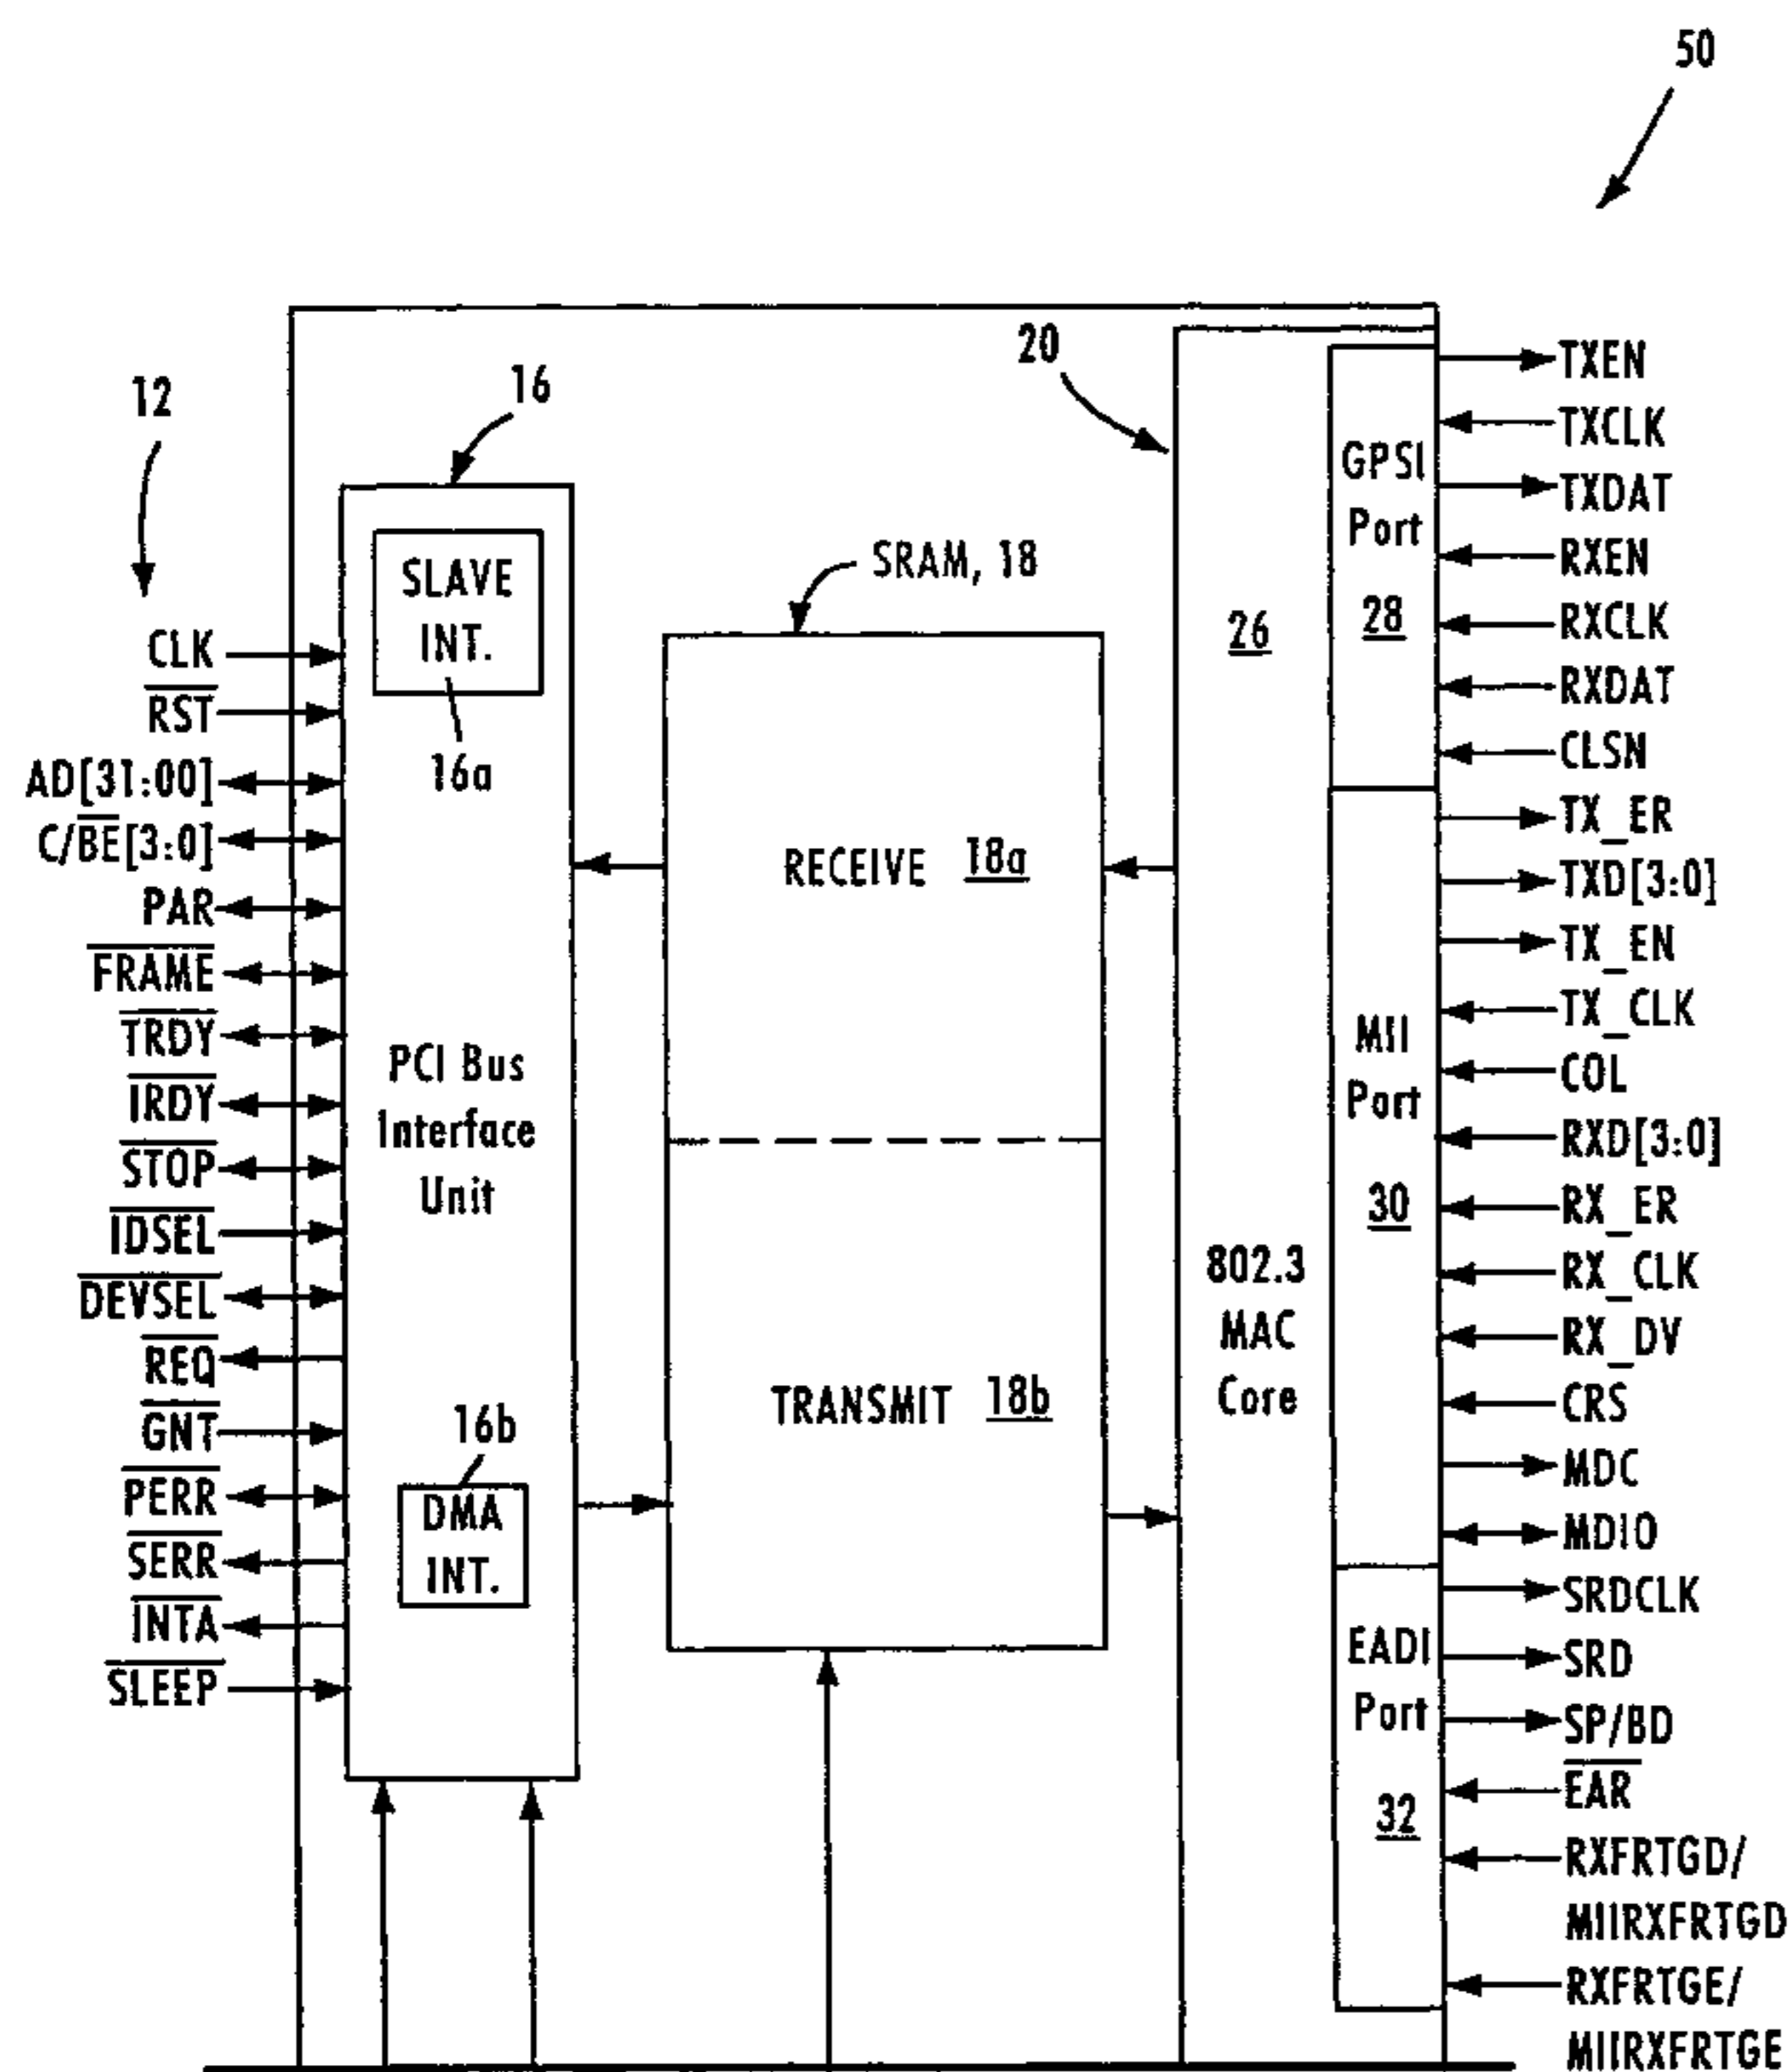 50
12
16
20
SRAM, 18
SLAVE
INT.
16a
PCI Bus
Interface
Unit
16b
DMA
INT.
RECEIVE 18a
TRANSMIT 18b
26
802.3
MAC
Core
GPSI
Port
28
MII
Port
30
EADI
Port
32
CLK
RST
AD[31:00]
C/BE[3:0]
PAR
FRAME
TRDY
IRDY
STOP
IDSEL
DEVSEL
REQ
GNT
PERR
SERR
INTA
SLEEP
TXEN
TXCLK
TXDAT
RXEN
RXCLK
RXDAT
CLSN
TX_ER
TXD[3:0]
TX_EN
TX_CLK
COL
RXD[3:0]
RX_ER
RX_CLK
RX_DV
CRS
MDC
MDIO
SRDCLK
SRD
SP/BD
EAR
RXFRTGD/
MIIRXFRTGD
RXFRTGE/
MIIRXFRTGE